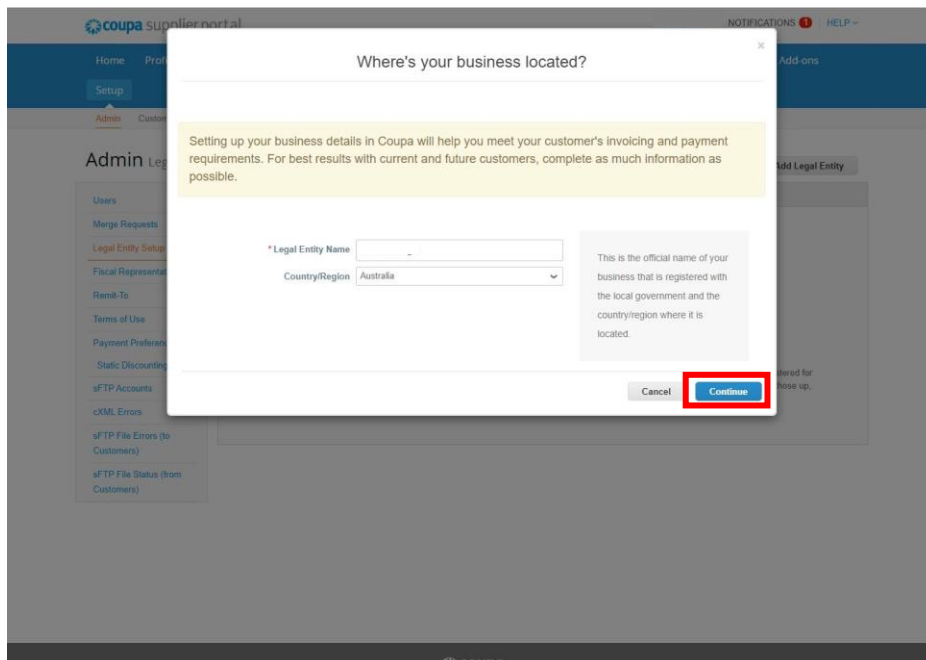 coupa supplier portal
NOTIFICATIONS 1 HELP
Home
Add-ons
Setup
Admin
Admin
Add Legal Entity
Users
Merge Requests
Legal Entity Setup
Remit-To
Terms of Use
Payment
Static Discounting
sFTP Accounts
cXML Errors
sFTP File Errors (to
Customers)
sFTP File Status (from
Customers)
Where's your business located?
×
Setting up your business details in Coupa will help you meet your customer's invoicing and payment
requirements. For best results with current and future customers, complete as much information as
possible.
* Legal Entity Name
Country/Region Australia
This is the official name of your
business that is registered with
the local government and the
country/region where it is
located.
Cancel Continue